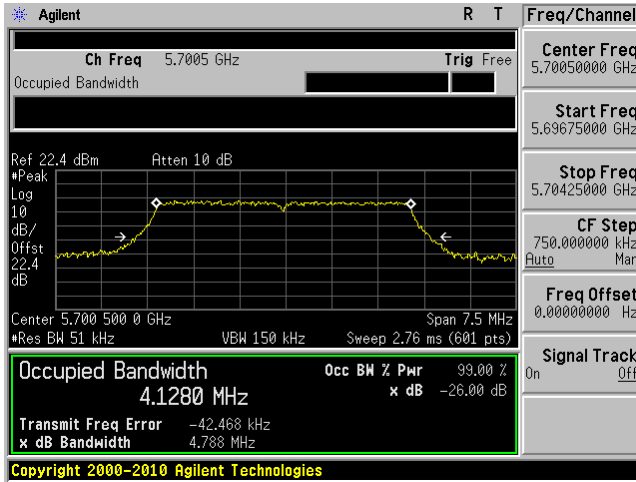 Agilent R T
Ch Freq 5.7005 GHz Trig Free
Occupied Bandwidth
Ref 22.4 dBm Atten 10 dB
#Peak
Log
10
dB/
Offst
22.4
dB
Center 5.700 500 0 GHz Span 7.5 MHz
#Res BW 51 kHz VBW 150 kHz Sweep 2.76 ms (601 pts)
Occupied Bandwidth Occ BW % Pwr 99.00 %
4.1280 MHz x dB -26.00 dB
Transmit Freq Error -42.468 kHz
x dB Bandwidth 4.788 MHz
Copyright 2000-2010 Agilent Technologies
Freq/Channel
Center Freq
5.70050000 GHz
Start Freq
5.69675000 GHz
Stop Freq
5.70425000 GHz
CF Step
750.000000 kHz
Auto Man
Freq Offset
0.00000000 Hz
Signal Track
On Off